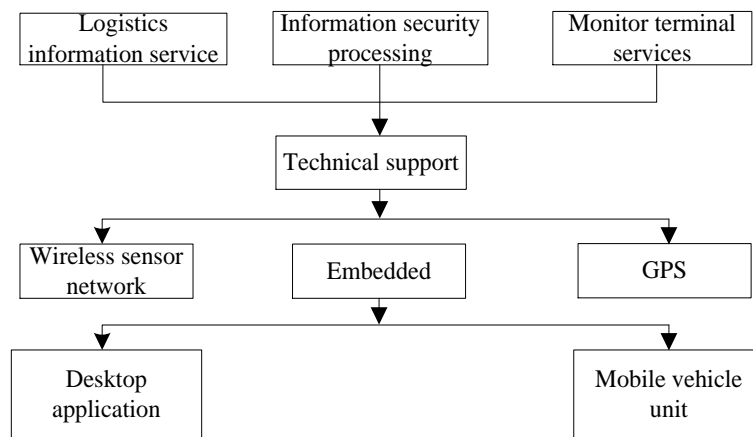 Logistics
information service
Information security
processing
Monitor terminal
services
Technical support
Wireless sensor
network
Embedded
GPS
Desktop
application
Mobile vehicle
unit